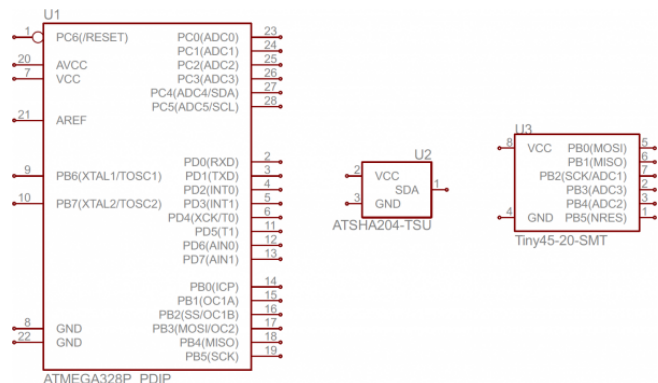 U1
1 PC6(/RESET) PC0(ADC0) 23
PC1(ADC1) 24
20 AVCC PC2(ADC2) 25
7 VCC PC3(ADC3) 26
PC4(ADC4/SDA) 27
PC5(ADC5/SCL) 28
21 AREF
PD0(RXD) 2
9 PB6(XTAL1/TOSC1) PD1(TXD) 3
PD2(INT0) 4
10 PB7(XTAL2/TOSC2) PD3(INT1) 5
PD4(XCK/T0) 6
PD5(T1) 11
PD6(AIN0) 12
PD7(AIN1) 13
PB0(ICP) 14
PB1(OC1A) 15
PB2(SS/OC1B) 16
8 GND PB3(MOSI/OC2) 17
22 GND PB4(MISO) 18
PB5(SCK) 19
ATMEGA328P_PDIP
U2
2 VCC
SDA 1
3 GND
ATSHA204-TSU
U3
8 VCC PB0(MOSI) 5
PB1(MISO) 6
PB2(SCK/ADC1) 7
PB3(ADC3) 2
PB4(ADC2) 3
4 GND PB5(NRES) 1
Tiny45-20-SMT